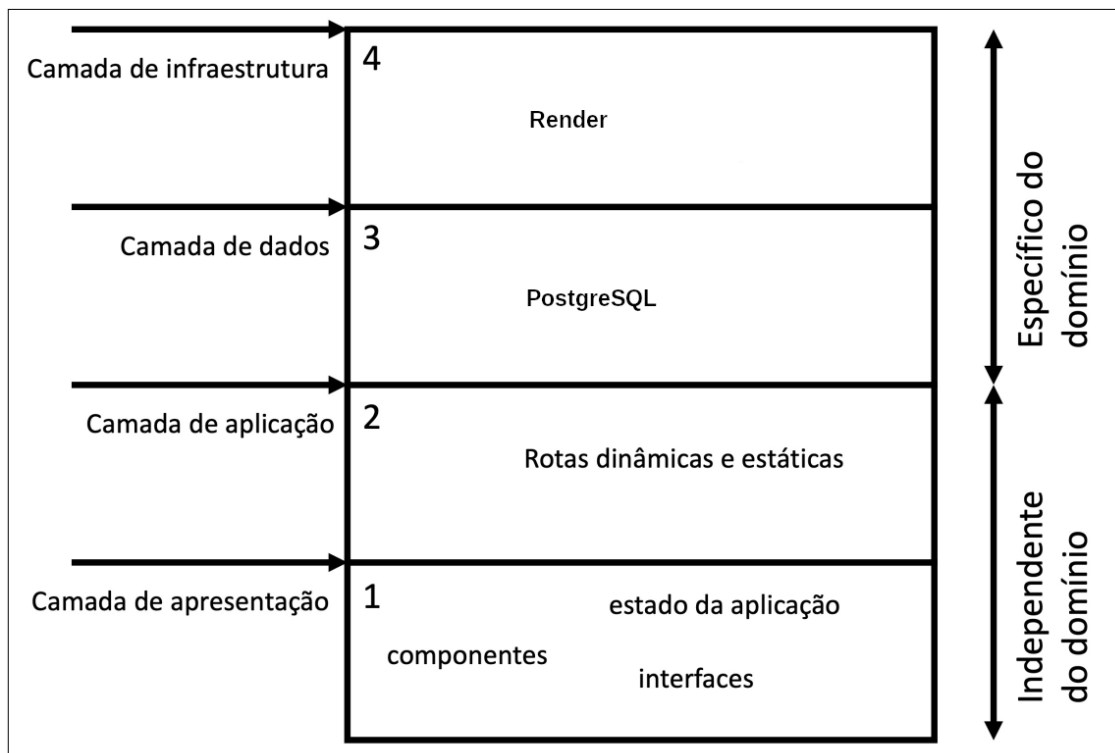 Camada de infraestrutura
4
Render
Camada de dados
3
PostgreSQL
Camada de aplicação
2
Rotas dinâmicas e estáticas
Camada de apresentação
1
estado da aplicação
componentes
interfaces
Específico do
domínio
Independente
do domínio